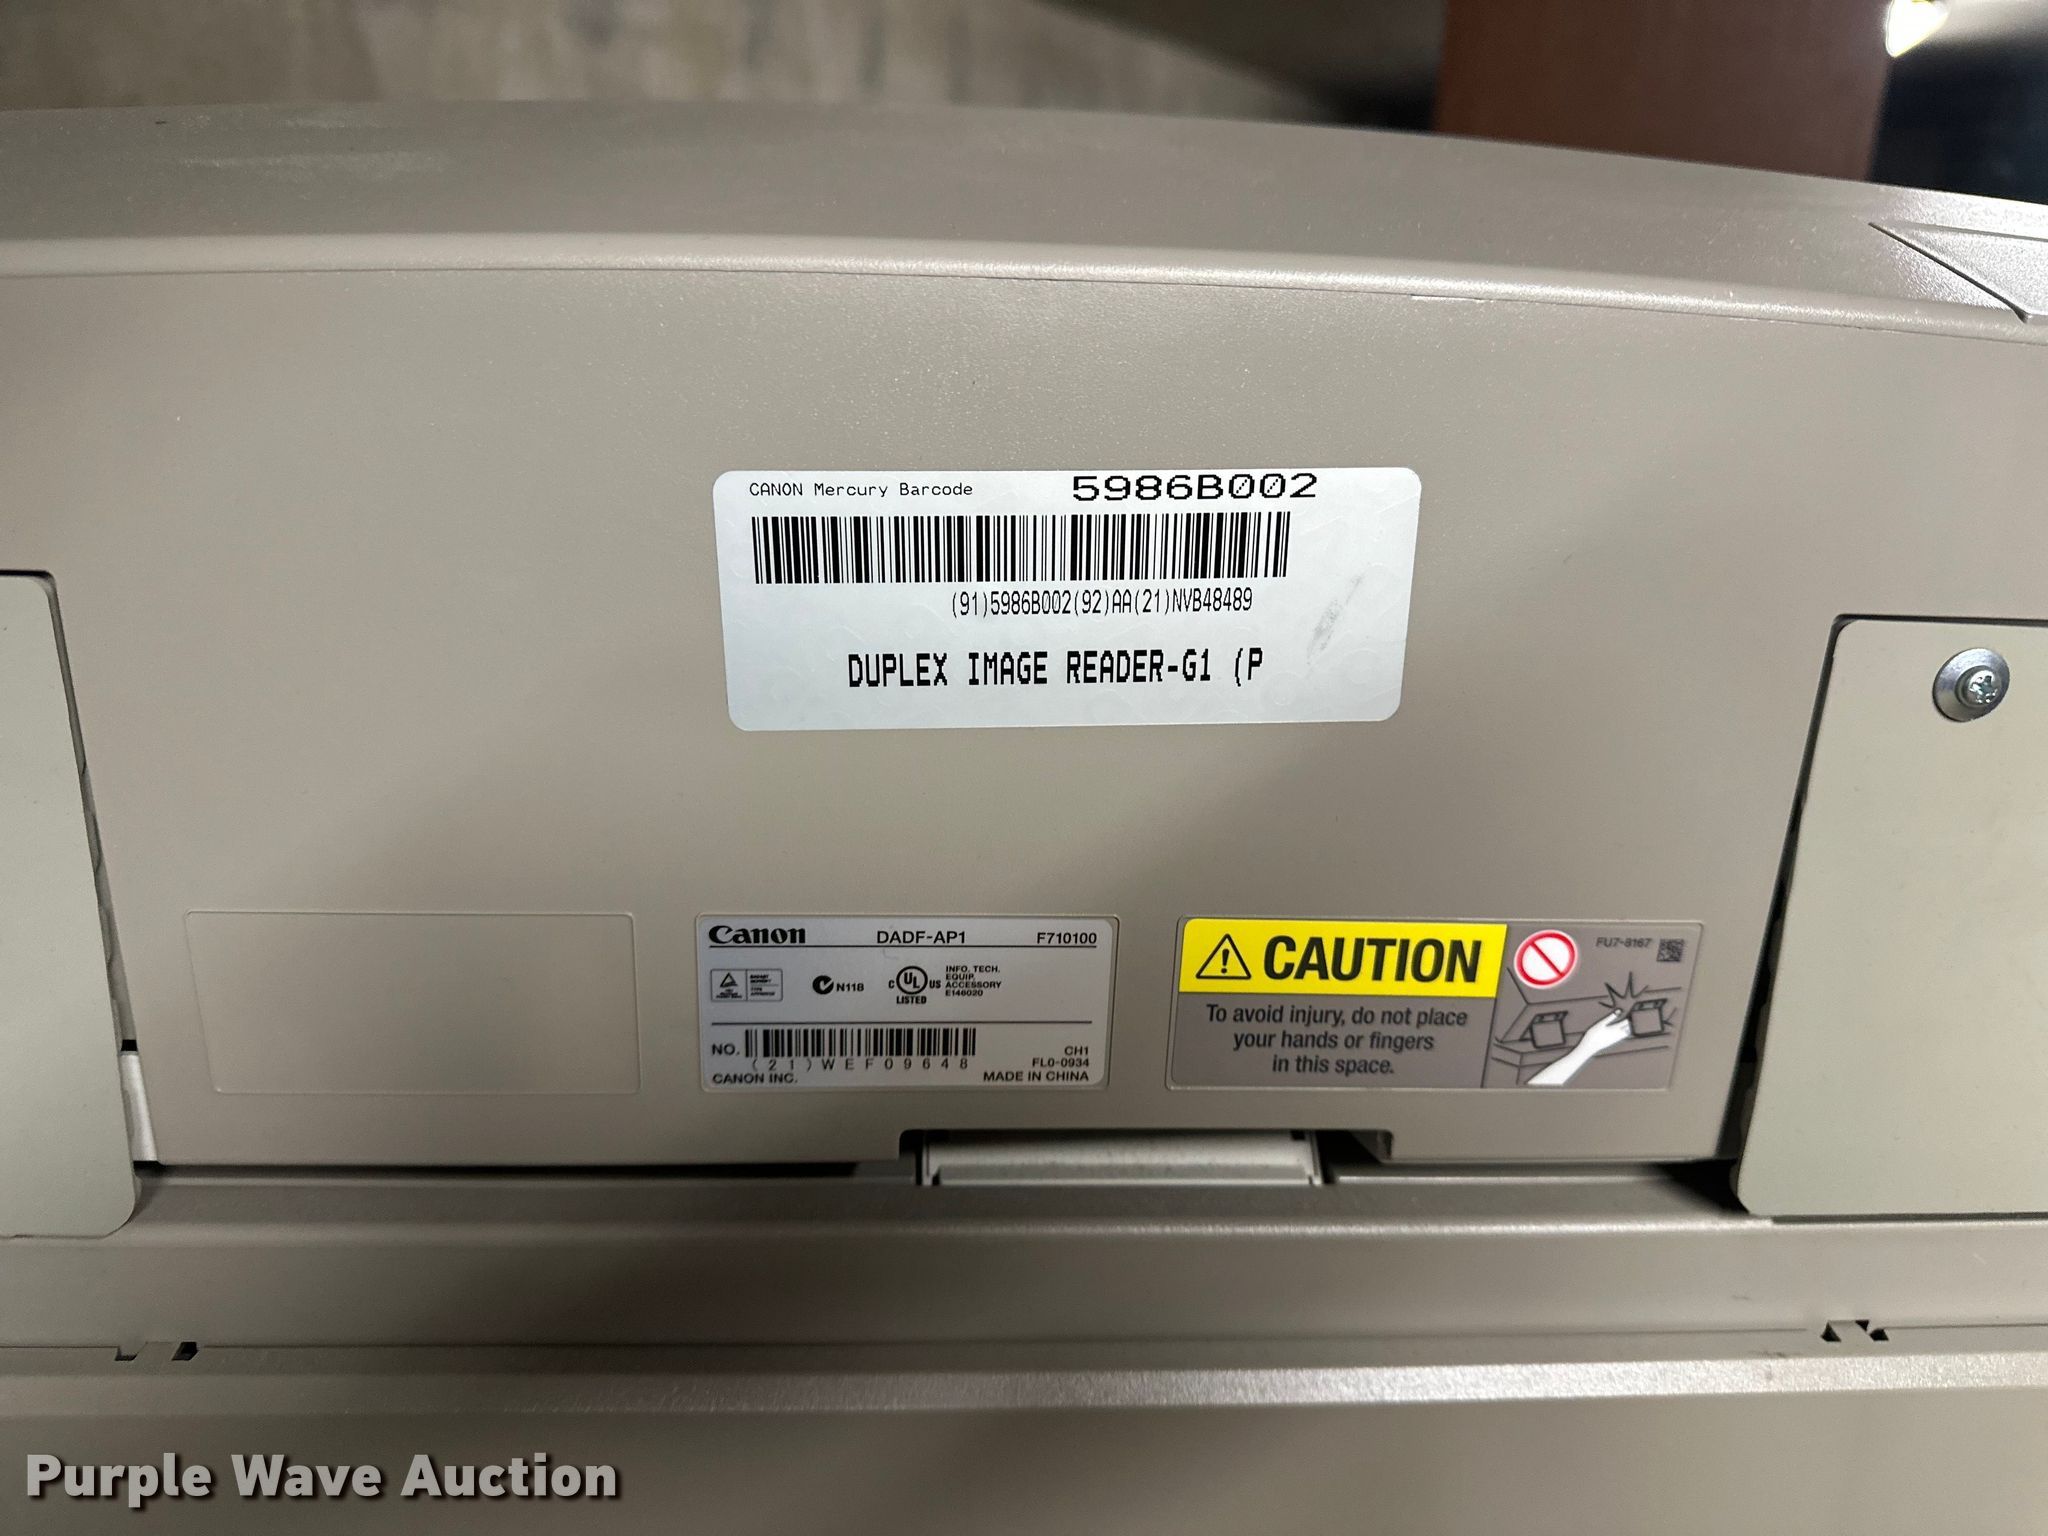 CANON Mercury Barcode 5986B002
(91)5986B002(92)AA(21)NVB48489
DUPLEX IMAGE READER-G1 (P
Canon DADF-AP1 F710100
N118
C UL US
LISTED
INFO. TECH.
EQUIP.
ACCESSORY
E146020
NO.
(21)WEF09648
CH1
FL0-0934
CANON INC. MADE IN CHINA
CAUTION
To avoid injury, do not place
your hands or fingers
in this space.
FU7-8167
Purple Wave Auction